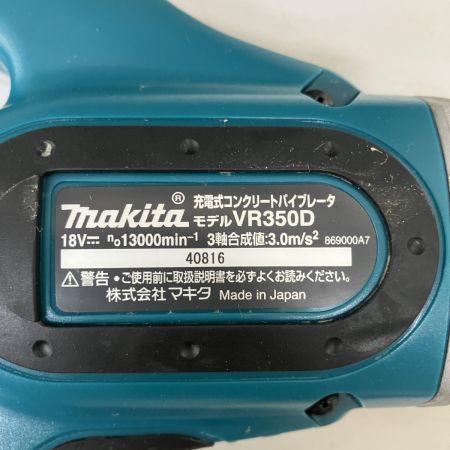 makita® 充電式コンクリートバイブレータ
モデル VR350D
18V⎓ n₀13000min⁻¹ 3軸合成値:3.0m/s² 869000A7
40816
⚠警告 ●ご使用前に取扱説明書を必ずよくお読みください。
株式会社 マキタ Made in Japan